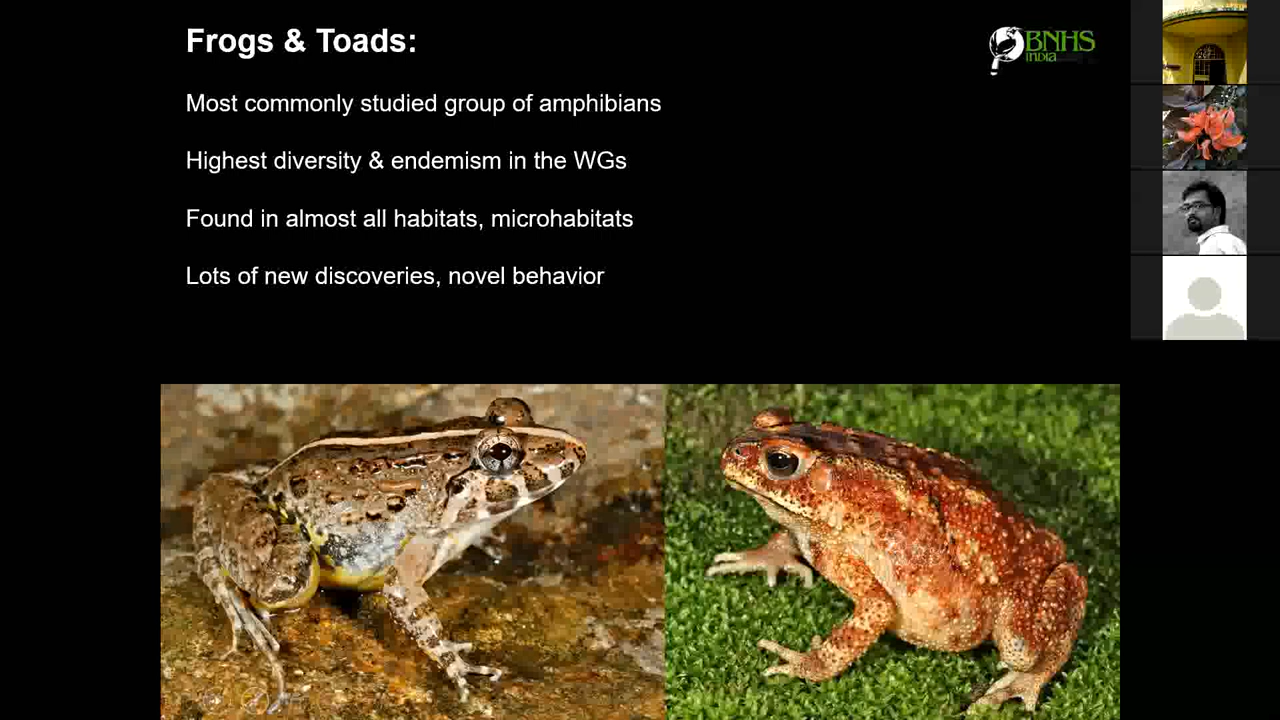 Frogs & Toads:
BNHS
INDIA
Most commonly studied group of amphibians
Highest diversity & endemism in the WGs
Found in almost all habitats, microhabitats
Lots of new discoveries, novel behavior